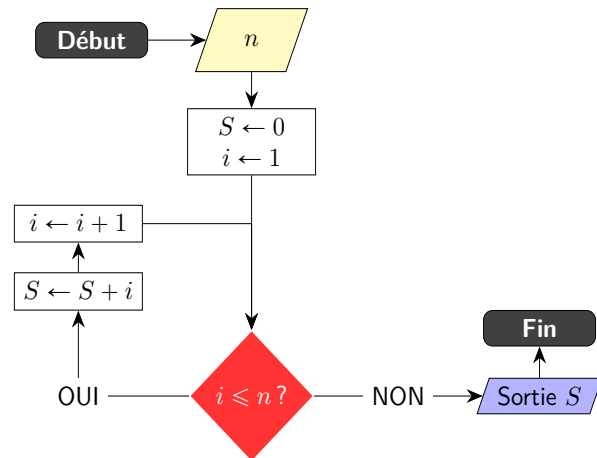 Début
n
S ← 0
i ← 1
i ← i + 1
S ← S + i
OUI
i ⩽ n ?
NON
Sortie S
Fin